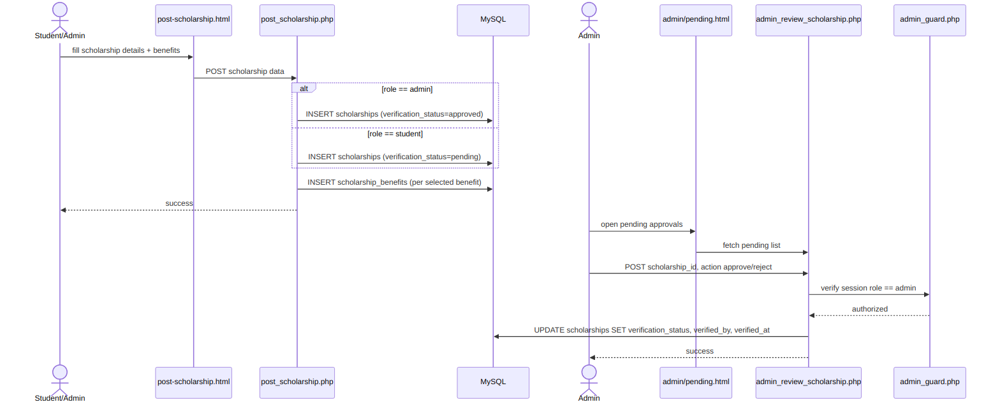 Student/Admin
post-scholarship.html
post_scholarship.php
MySQL
Admin
admin/pending.html
admin_review_scholarship.php
admin_guard.php
fill scholarship details + benefits
POST scholarship data
alt
[role == admin]
INSERT scholarships (verification_status=approved)
[role == student]
INSERT scholarships (verification_status=pending)
INSERT scholarship_benefits (per selected benefit)
success
open pending approvals
fetch pending list
POST scholarship_id, action approve/reject
verify session role == admin
authorized
UPDATE scholarships SET verification_status, verified_by, verified_at
success
Student/Admin
post-scholarship.html
post_scholarship.php
MySQL
Admin
admin/pending.html
admin_review_scholarship.php
admin_guard.php